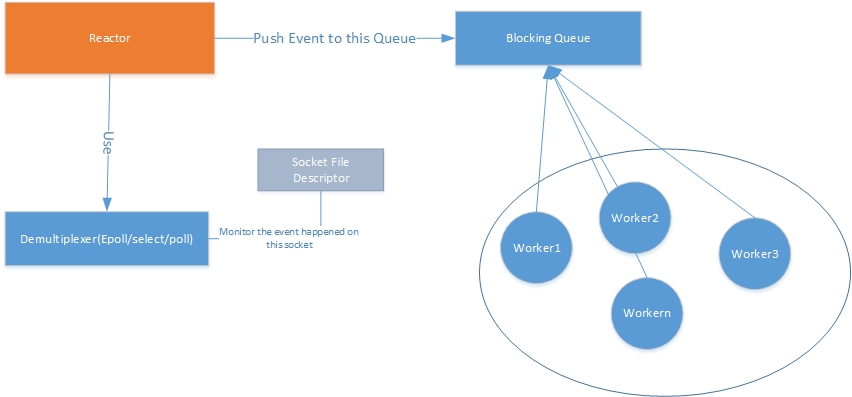 Reactor
Push Event to this Queue
Blocking Queue
Use
Socket File
Descriptor
Demultiplexer(Epoll/select/poll)
Monitor the event happened on
this socket
Worker1
Worker2
Worker3
Workern